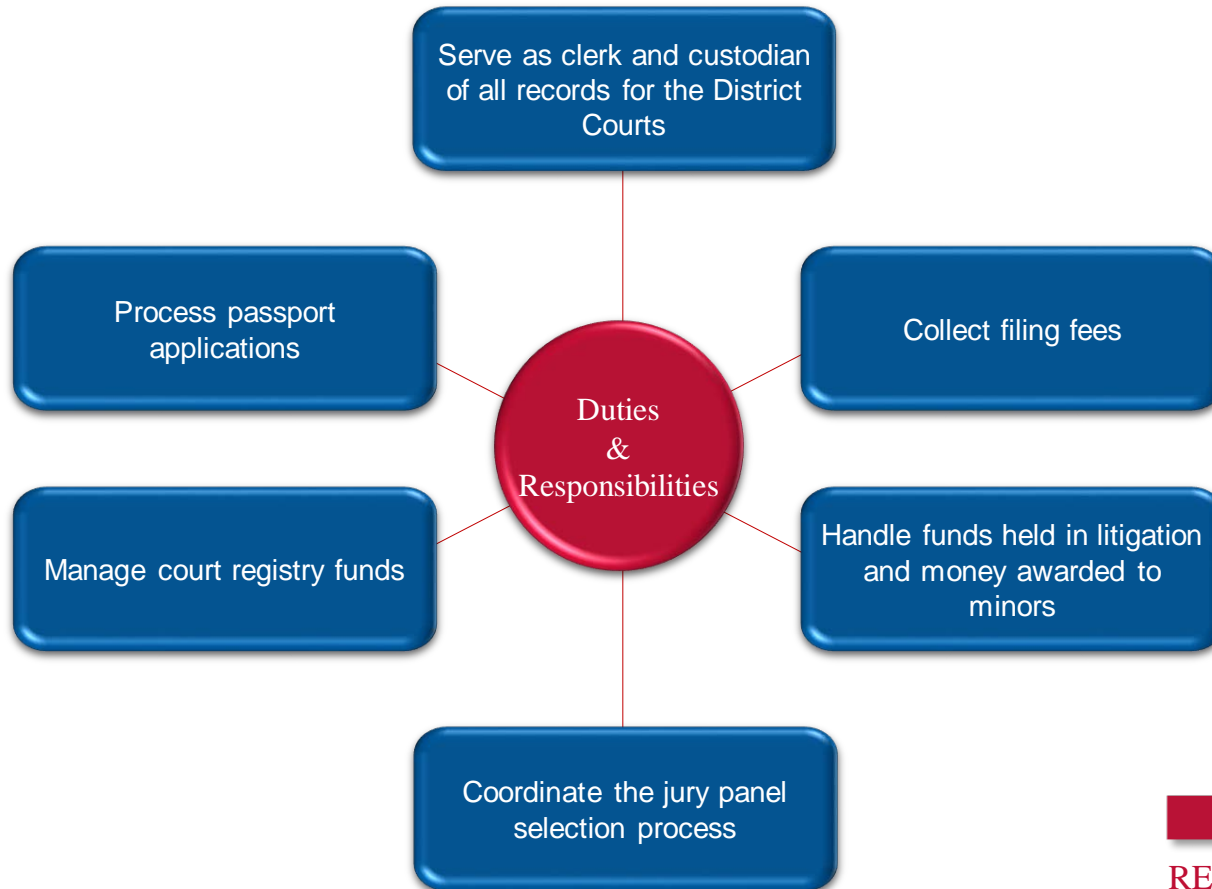 Serve as clerk and custodian
of all records for the District
Courts
Process passport
applications
Collect filing fees
Duties
&
Responsibilities
Manage court registry funds
Handle funds held in litigation
and money awarded to
minors
Coordinate the jury panel
selection process
RE